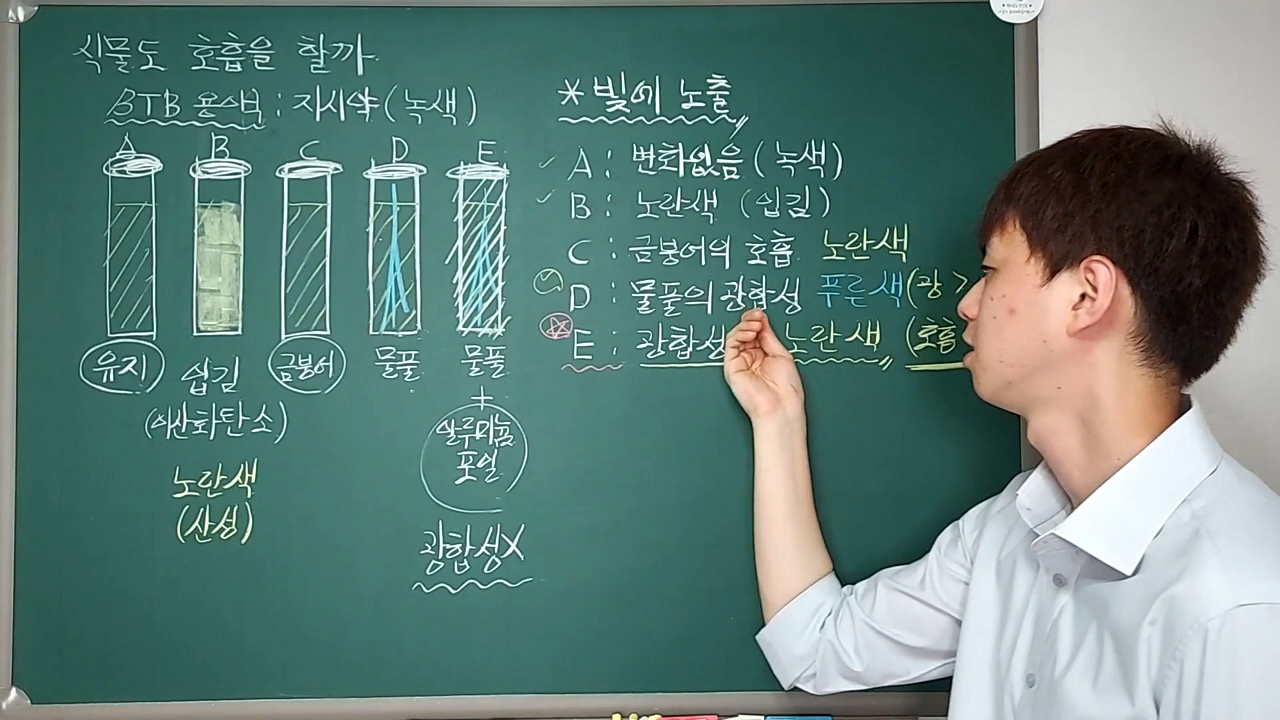 식물도 호흡을 할까
BTB 용액 : 지시약 (녹색)
A B C D E
유지
쉽김
(이산화탄소)
노란색
(산성)
금붕어
물풀
물풀
+
알루미늄
포일
광합성X
* 빛에 노출
A : 변화없음 (녹색)
B : 노란색 (입김)
C : 금붕어의 호흡 노란색
D : 물풀의 광합성 푸른색 (광 >
E : 광합성 노란색 (호흡